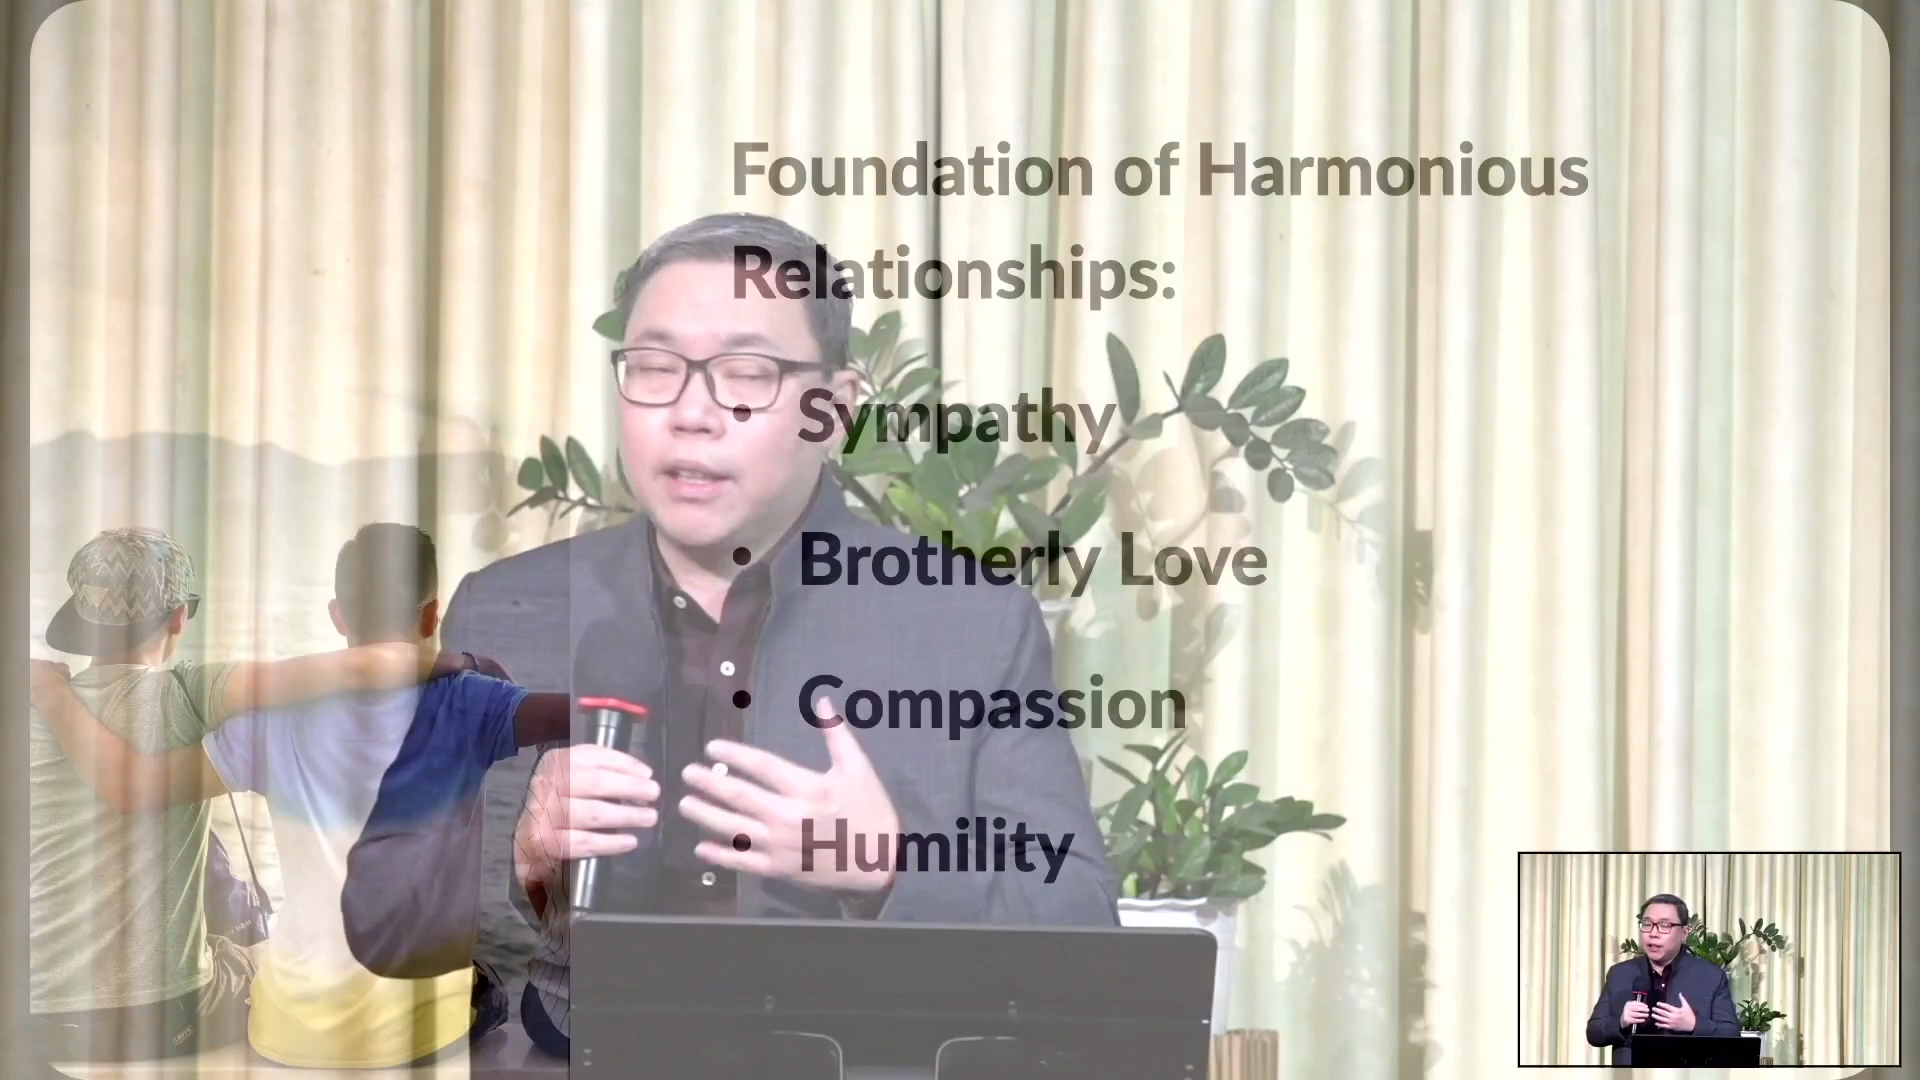 Foundation of Harmonious
Relationships:
• Sympathy
• Brotherly Love
• Compassion
• Humility